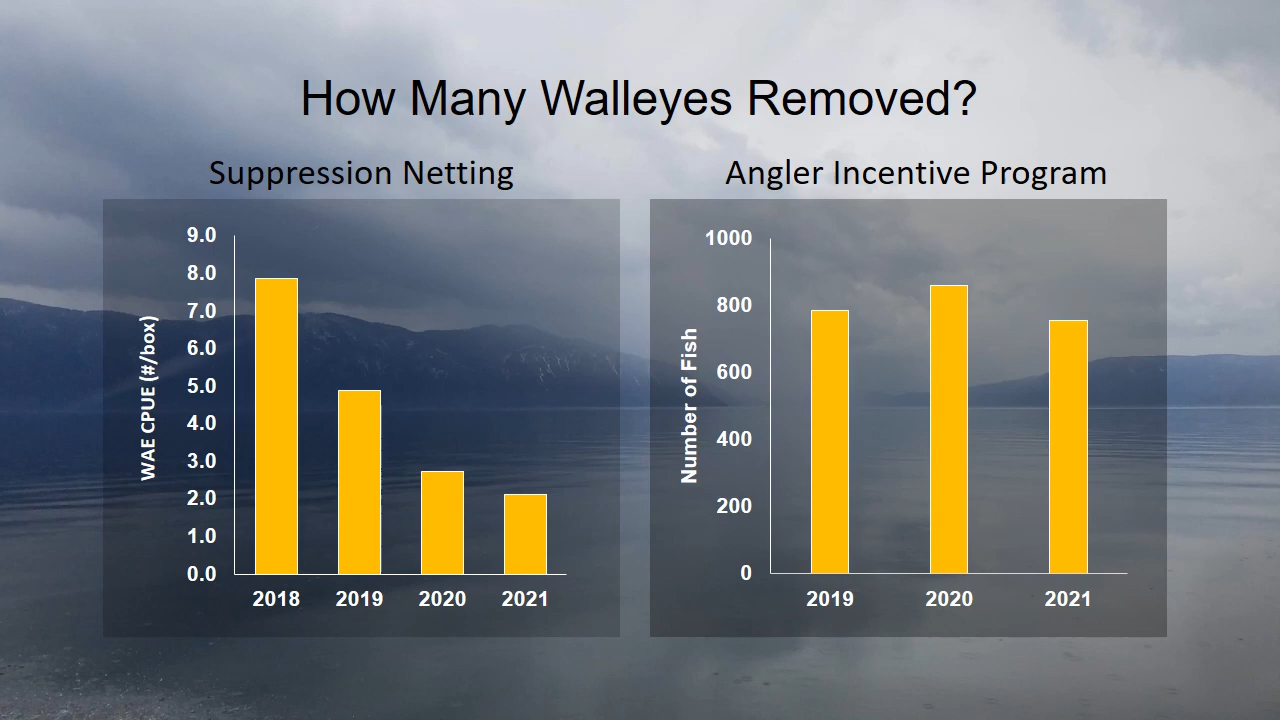 How Many Walleyes Removed?
Suppression Netting
Angler Incentive Program
WAE CPUE (#/box)
9.0
8.0
7.0
6.0
5.0
4.0
3.0
2.0
1.0
0.0
2018 2019 2020 2021
Number of Fish
1000
800
600
400
200
0
2019 2020 2021